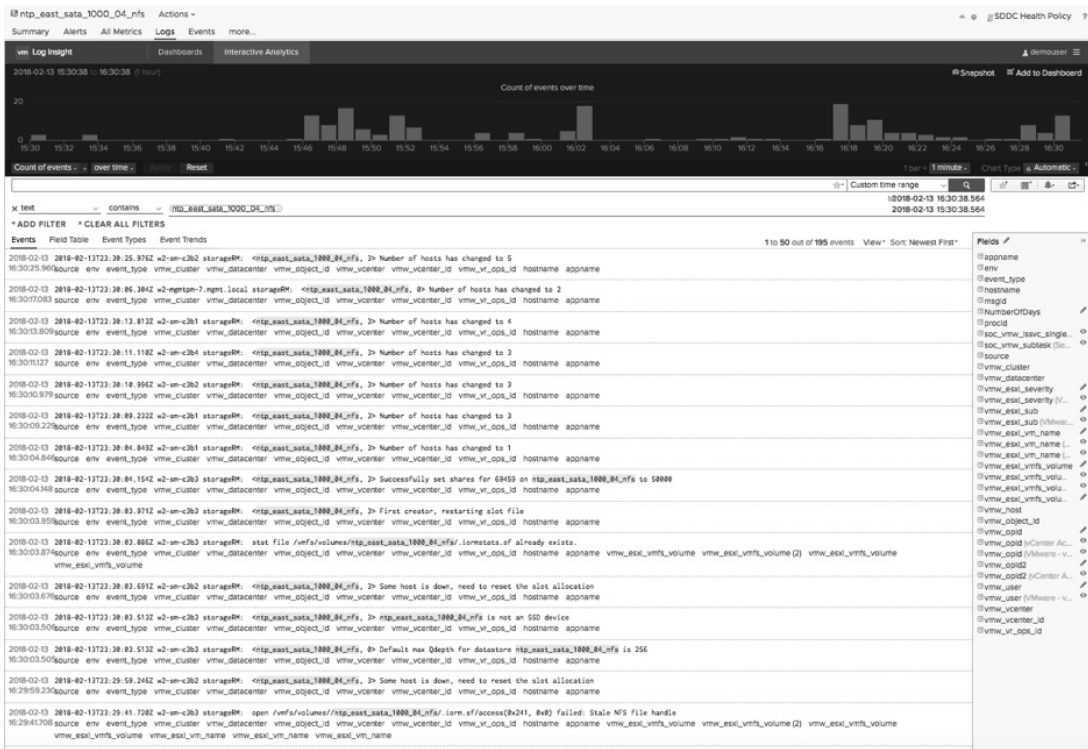 ntp_east_sata_1000_04_nfs Actions
SDDC Health Policy ?
Summary Alerts All Metrics Logs Events more...
vm Log Insight Dashboards Interactive Analytics demouser
2018-02-13 15:30:38 to 16:30:38 (1 hour)
Snapshot Add to Dashboard
Count of events over time
20
0
15:30 15:32 15:34 15:36 15:38 15:40 15:42 15:44 15:46 15:48 15:50 15:52 15:54 15:56 15:58 16:00 16:02 16:04 16:06 16:08 16:10 16:12 16:14 16:16 16:18 16:20 16:22 16:24 16:26 16:28 16:30
Count of events + over time Apply Reset 1 bar = 1 minute Chart Type Automatic
Custom time range
2018-02-13 16:30:38.564
2018-02-13 15:30:38.564
x text contains ntp_east_sata_1000_04_nfs
+ ADD FILTER × CLEAR ALL FILTERS
Events Field Table Event Types Event Trends 1 to 50 out of 195 events View Sort: Newest First
2018-02-13 2018-02-13T23:30:25.976Z w2-sm-c3b2 storageRM: <ntp_east_sata_1000_04_nfs, 3> Number of hosts has changed to 5
16:30:25.960 source env event_type vmw_cluster vmw_datacenter vmw_object_id vmw_vcenter vmw_vcenter_id vmw_vr_ops_id hostname appname
2018-02-13 2018-02-13T23:30:06.304Z w2-mgmtpm-7.mgmt.local storageRM: <ntp_east_sata_1000_04_nfs, 0> Number of hosts has changed to 2
16:30:17.083 source env event_type vmw_cluster vmw_datacenter vmw_object_id vmw_vcenter vmw_vcenter_id vmw_vr_ops_id hostname appname
2018-02-13 2018-02-13T23:30:13.813Z w2-sm-c3b1 storageRM: <ntp_east_sata_1000_04_nfs, 3> Number of hosts has changed to 4
16:30:13.809 source env event_type vmw_cluster vmw_datacenter vmw_object_id vmw_vcenter vmw_vcenter_id vmw_vr_ops_id hostname appname
2018-02-13 2018-02-13T23:30:11.110Z w2-sm-c3b4 storageRM: <ntp_east_sata_1000_04_nfs, 3> Number of hosts has changed to 3
16:30:11.127 source env event_type vmw_cluster vmw_datacenter vmw_object_id vmw_vcenter vmw_vcenter_id vmw_vr_ops_id hostname appname
2018-02-13 2018-02-13T23:30:10.996Z w2-sm-c3b2 storageRM: <ntp_east_sata_1000_04_nfs, 3> Number of hosts has changed to 3
16:30:10.979 source env event_type vmw_cluster vmw_datacenter vmw_object_id vmw_vcenter vmw_vcenter_id vmw_vr_ops_id hostname appname
2018-02-13 2018-02-13T23:30:09.232Z w2-sm-c3b1 storageRM: <ntp_east_sata_1000_04_nfs, 3> Number of hosts has changed to 3
16:30:09.229 source env event_type vmw_cluster vmw_datacenter vmw_object_id vmw_vcenter vmw_vcenter_id vmw_vr_ops_id hostname appname
2018-02-13 2018-02-13T23:30:04.849Z w2-sm-c3b1 storageRM: <ntp_east_sata_1000_04_nfs, 3> Number of hosts has changed to 1
16:30:04.846 source env event_type vmw_cluster vmw_datacenter vmw_object_id vmw_vcenter vmw_vcenter_id vmw_vr_ops_id hostname appname
2018-02-13 2018-02-13T23:30:04.154Z w2-sm-c3b3 storageRM: <ntp_east_sata_1000_04_nfs, 3> Successfully set shares for 69459 on ntp_east_sata_1000_04_nfs to 50000
16:30:04.148 source env event_type vmw_cluster vmw_datacenter vmw_object_id vmw_vcenter vmw_vcenter_id vmw_vr_ops_id hostname appname
2018-02-13 2018-02-13T23:30:03.971Z w2-sm-c3b1 storageRM: <ntp_east_sata_1000_04_nfs, 3> First creator, restarting slot file
16:30:03.959 source env event_type vmw_cluster vmw_datacenter vmw_object_id vmw_vcenter vmw_vcenter_id vmw_vr_ops_id hostname appname
2018-02-13 2018-02-13T23:30:03.886Z w2-sm-c3b3 storageRM: stat file /vmfs/volumes/ntp_east_sata_1000_04_nfs/.iormstats.sf already exists.
16:30:03.874 source env event_type vmw_cluster vmw_datacenter vmw_object_id vmw_vcenter vmw_vcenter_id vmw_vr_ops_id hostname appname vmw_esxi_vmfs_volume vmw_esxi_vmfs_volume (2) vmw_esxi_vmfs_volume
vmw_esxi_vmfs_volume
2018-02-13 2018-02-13T23:30:03.691Z w2-sm-c3b2 storageRM: <ntp_east_sata_1000_04_nfs, 3> Some host is down, need to reset the slot allocation
16:30:03.676 source env event_type vmw_cluster vmw_datacenter vmw_object_id vmw_vcenter vmw_vcenter_id vmw_vr_ops_id hostname appname
2018-02-13 2018-02-13T23:30:03.513Z w2-sm-c3b3 storageRM: <ntp_east_sata_1000_04_nfs, 3> ntp_east_sata_1000_04_nfs is not an SSD device
16:30:03.506 source env event_type vmw_cluster vmw_datacenter vmw_object_id vmw_vcenter vmw_vcenter_id vmw_vr_ops_id hostname appname
2018-02-13 2018-02-13T23:30:03.513Z w2-sm-c3b3 storageRM: <ntp_east_sata_1000_04_nfs, 0> Default max Qdepth for datastore ntp_east_sata_1000_04_nfs is 256
16:30:03.505 source env event_type vmw_cluster vmw_datacenter vmw_object_id vmw_vcenter vmw_vcenter_id vmw_vr_ops_id hostname appname
2018-02-13 2018-02-13T23:29:59.246Z w2-sm-c3b2 storageRM: <ntp_east_sata_1000_04_nfs, 3> Some host is down, need to reset the slot allocation
16:29:59.230 source env event_type vmw_cluster vmw_datacenter vmw_object_id vmw_vcenter vmw_vcenter_id vmw_vr_ops_id hostname appname
2018-02-13 2018-02-13T23:29:41.720Z w2-sm-c3b3 storageRM: open /vmfs/volumes//ntp_east_sata_1000_04_nfs/.iorm.sf/access(0x241, 0x0) failed: Stale NFS file handle
16:29:41.708 source env event_type vmw_cluster vmw_datacenter vmw_object_id vmw_vcenter vmw_vcenter_id vmw_vr_ops_id hostname appname vmw_esxi_vmfs_volume vmw_esxi_vmfs_volume (2) vmw_esxi_vmfs_volume
vmw_esxi_vmfs_volume vmw_esxi_vm_name vmw_esxi_vm_name vmw_esxi_vm_name
Fields
appname
env
event_type
hostname
msgid
NumberOfDays
procid
soc_vmw_issvc_single...
soc_vmw_subtask (Se...
source
vmw_cluster
vmw_datacenter
vmw_esxi_severity
vmw_esxi_severity (V...
vmw_esxi_sub
vmw_esxi_sub (VMwar...
vmw_esxi_vm_name
vmw_esxi_vm_name (...
vmw_esxi_vm_name (...
vmw_esxi_vmfs_volume
vmw_esxi_vmfs_volu...
vmw_esxi_vmfs_volu...
vmw_esxi_vmfs_volu...
vmw_host
vmw_object_id
vmw_opid
vmw_opid (vCenter Ac...
vmw_opid (VMware - v...
vmw_opid2
vmw_opid2 (vCenter A...
vmw_user
vmw_user (VMware - v...
vmw_vcenter
vmw_vcenter_id
vmw_vr_ops_id